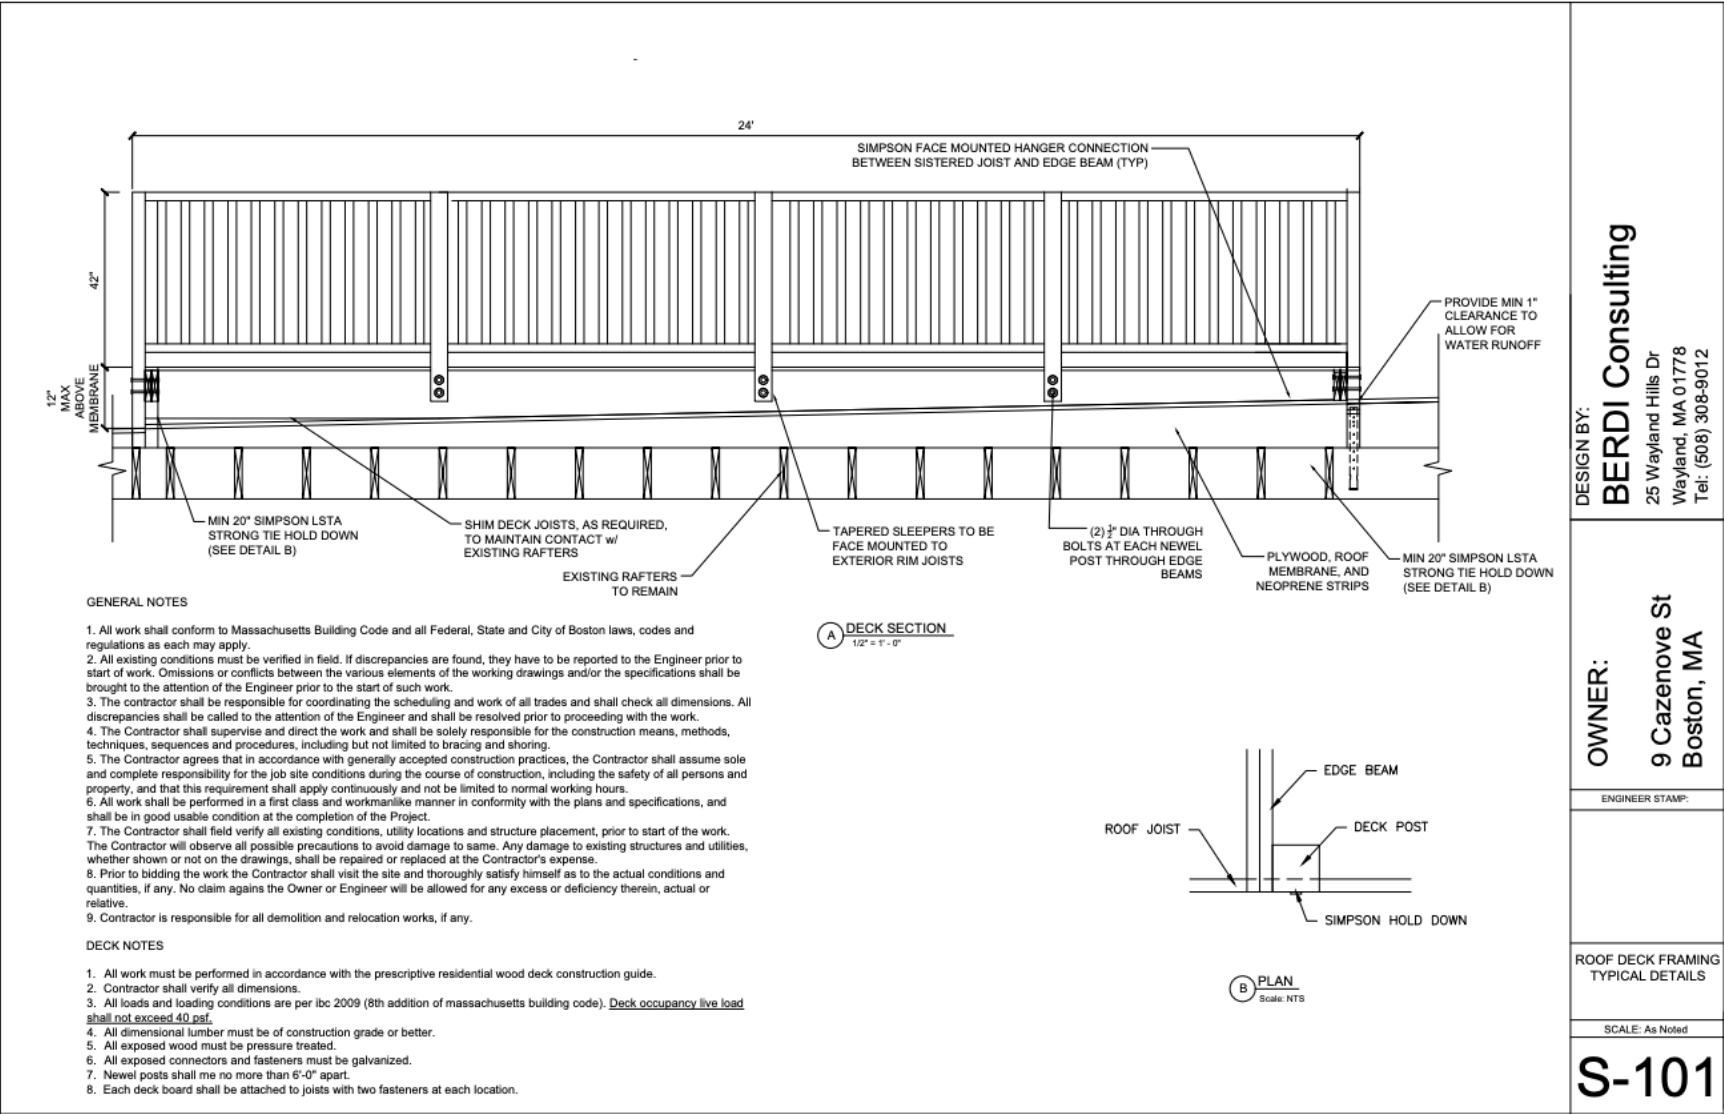 24'
SIMPSON FACE MOUNTED HANGER CONNECTION
BETWEEN SISTERED JOIST AND EDGE BEAM (TYP)
42"
12"
MAX
ABOVE
MEMBRANE
PROVIDE MIN 1"
CLEARANCE TO
ALLOW FOR
WATER RUNOFF
MIN 20" SIMPSON LSTA
STRONG TIE HOLD DOWN
(SEE DETAIL B)
SHIM DECK JOISTS, AS REQUIRED,
TO MAINTAIN CONTACT w/
EXISTING RAFTERS
EXISTING RAFTERS
TO REMAIN
TAPERED SLEEPERS TO BE
FACE MOUNTED TO
EXTERIOR RIM JOISTS
(2) ½" DIA THROUGH
BOLTS AT EACH NEWEL
POST THROUGH EDGE
BEAMS
PLYWOOD, ROOF
MEMBRANE, AND
NEOPRENE STRIPS
MIN 20" SIMPSON LSTA
STRONG TIE HOLD DOWN
(SEE DETAIL B)
A DECK SECTION
1/2" = 1' - 0"
GENERAL NOTES
1. All work shall conform to Massachusetts Building Code and all Federal, State and City of Boston laws, codes and
regulations as each may apply.
2. All existing conditions must be verified in field. If discrepancies are found, they have to be reported to the Engineer prior to
start of work. Omissions or conflicts between the various elements of the working drawings and/or the specifications shall be
brought to the attention of the Engineer prior to the start of such work.
3. The contractor shall be responsible for coordinating the scheduling and work of all trades and shall check all dimensions. All
discrepancies shall be called to the attention of the Engineer and shall be resolved prior to proceeding with the work.
4. The Contractor shall supervise and direct the work and shall be solely responsible for the construction means, methods,
techniques, sequences and procedures, including but not limited to bracing and shoring.
5. The Contractor agrees that in accordance with generally accepted construction practices, the Contractor shall assume sole
and complete responsibility for the job site conditions during the course of construction, including the safety of all persons and
property, and that this requirement shall apply continuously and not be limited to normal working hours.
6. All work shall be performed in a first class and workmanlike manner in conformity with the plans and specifications, and
shall be in good usable condition at the completion of the Project.
7. The Contractor shall field verify all existing conditions, utility locations and structure placement, prior to start of the work.
The Contractor will observe all possible precautions to avoid damage to same. Any damage to existing structures and utilities,
whether shown or not on the drawings, shall be repaired or replaced at the Contractor's expense.
8. Prior to bidding the work the Contractor shall visit the site and thoroughly satisfy himself as to the actual conditions and
quantities, if any. No claim agains the Owner or Engineer will be allowed for any excess or deficiency therein, actual or
relative.
9. Contractor is responsible for all demolition and relocation works, if any.
DECK NOTES
1. All work must be performed in accordance with the prescriptive residential wood deck construction guide.
2. Contractor shall verify all dimensions.
3. All loads and loading conditions are per ibc 2009 (8th addition of massachusetts building code). Deck occupancy live load
shall not exceed 40 psf.
4. All dimensional lumber must be of construction grade or better.
5. All exposed wood must be pressure treated.
6. All exposed connectors and fasteners must be galvanized.
7. Newel posts shall me no more than 6'-0" apart.
8. Each deck board shall be attached to joists with two fasteners at each location.
EDGE BEAM
ROOF JOIST
DECK POST
SIMPSON HOLD DOWN
B PLAN
Scale: NTS
DESIGN BY:
BERDI Consulting
25 Wayland Hills Dr
Wayland, MA 01778
Tel: (508) 308-9012
OWNER:
9 Cazenove St
Boston, MA
ENGINEER STAMP:
ROOF DECK FRAMING
TYPICAL DETAILS
SCALE: As Noted
S-101